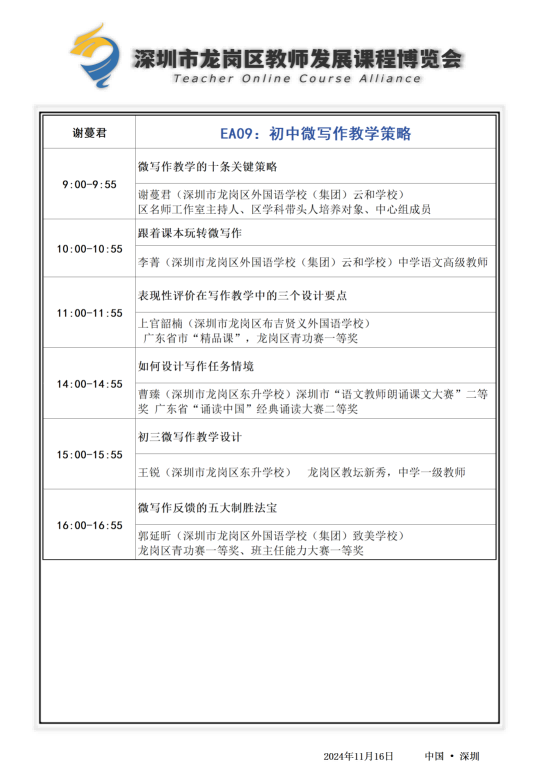 深圳市龙岗区教师发展课程博览会
Teacher Online Course Alliance
谢蔓君
EA09：初中微写作教学策略
9:00-9:55
微写作教学的十条关键策略
谢蔓君（深圳市龙岗区外国语学校（集团）云和学校）
区名师工作室主持人、区学科带头人培养对象、中心组成员
10:00-10:55
跟着课本玩转微写作
李菁（深圳市龙岗区外国语学校（集团）云和学校）中学语文高级教师
11:00-11:55
表现性评价在写作教学中的三个设计要点
上官韶楠（深圳市龙岗区布吉贤义外国语学校）
广东省市“精品课”，龙岗区青功赛一等奖
14:00-14:55
如何设计写作任务情境
曹臻（深圳市龙岗区东升学校）深圳市“语文教师朗诵课文大赛”二等
奖 广东省“诵读中国”经典诵读大赛二等奖
15:00-15:55
初三微写作教学设计
王锐（深圳市龙岗区东升学校） 龙岗区教坛新秀，中学一级教师
16:00-16:55
微写作反馈的五大制胜法宝
郭延昕（深圳市龙岗区外国语学校（集团）致美学校）
龙岗区青功赛一等奖、班主任能力大赛一等奖
2024年11月16日 中国 • 深圳